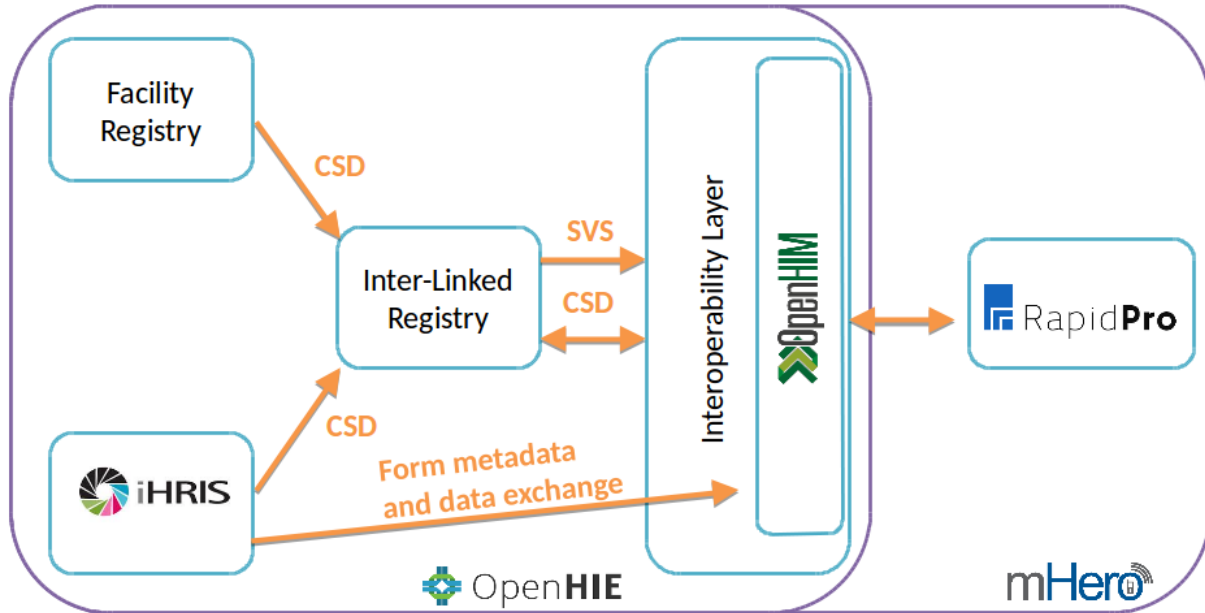 Facility
Registry
CSD
Inter-Linked
Registry
SVS
CSD
Interoperability Layer
OpenHIM
RapidPro
CSD
iHRIS
Form metadata
and data exchange
OpenHIE
mHero